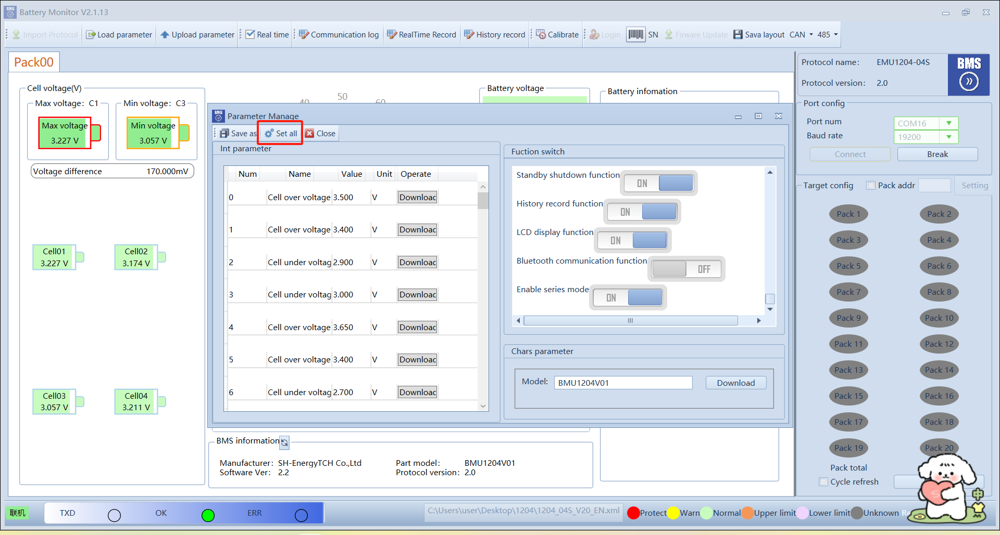 Battery Monitor V2.1.13
Import Protocol
Load parameter
Upload parameter
Real time
Communication log
RealTime Record
History record
Calibrate
Login
SN
Firware Update
Sava layout
CAN
485
Pack00
Cell voltage(V)
Max voltage: C1
Min voltage: C3
Max voltage
3.227 V
Min voltage
3.057 V
Voltage difference 170.000mV
Cell01
3.227 V
Cell02
3.174 V
Cell03
3.057 V
Cell04
3.211 V
40 50 60
Battery voltage
Battery infomation
BMS
Parameter Manage
Save as
Set all
Close
Int parameter
Num Name Value Unit Operate
0 Cell over voltage 3.500 V Downloac
1 Cell over voltage 3.400 V Downloac
2 Cell under voltag 2.900 V Downloac
3 Cell under voltag 3.000 V Downloac
4 Cell over voltage 3.650 V Downloac
5 Cell over voltage 3.400 V Downloac
6 Cell under voltag 2.700 V Downloac
Fuction switch
Standby shutdown function ON
History record function ON
LCD display function ON
Bluetooth communication function OFF
Enable series mode ON
Chars parameter
Model: BMU1204V01 Download
BMS information
Manufacturer: SH-EnergyTCH Co.,Ltd Part model: BMU1204V01
Software Ver: 2.2 Protocol version: 2.0
Protocol name: EMU1204-04S
Protocol version: 2.0
BMS
Port config
Port num COM16
Baud rate 19200
Connect Break
Target config Pack addr Setting
Pack 1 Pack 2
Pack 3 Pack 4
Pack 5 Pack 6
Pack 7 Pack 8
Pack 9 Pack 10
Pack 11 Pack 12
Pack 13 Pack 14
Pack 15 Pack 16
Pack 17 Pack 18
Pack 19 Pack 20
Pack total
Cycle refresh
中
联机 TXD OK ERR
C:\Users\user\Desktop\1204\1204_04S_V20_EN.xml
Protect Warn Normal Upper limit Lower limit Unknown